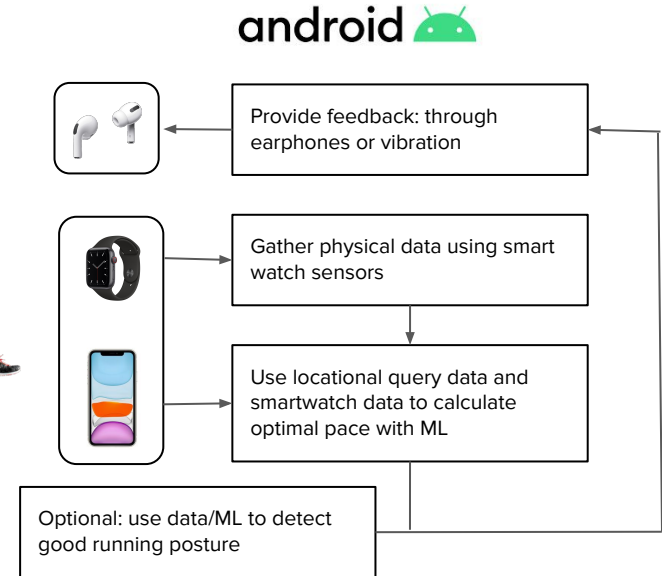 android
Provide feedback: through
earphones or vibration
Gather physical data using smart
watch sensors
Use locational query data and
smartwatch data to calculate
optimal pace with ML
Optional: use data/ML to detect
good running posture